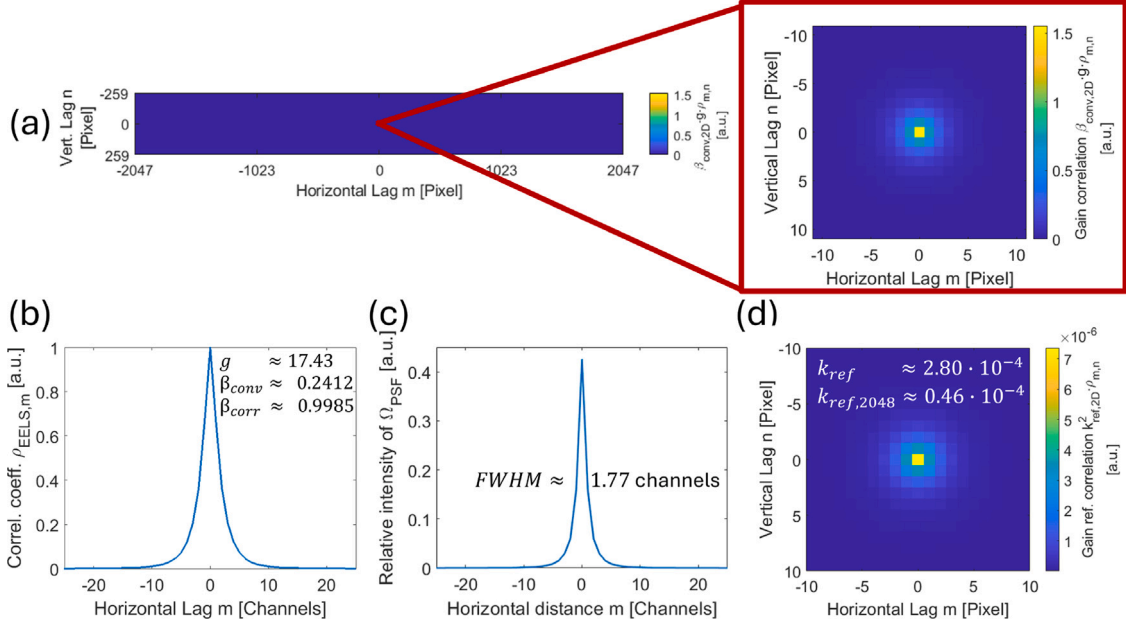 (a)
Vert. Lag n
[Pixel]
-259
0
259
-2047
-1023
0
1023
2047
Horizontal Lag m [Pixel]
1.5
1
0.5
0
β_conv,2D·g·ρ_m,n
[a.u.]
-10
-5
0
5
10
Vertical Lag n [Pixel]
-10
-5
0
5
10
Horizontal Lag m [Pixel]
1.5
1
0.5
0
Gain correlation β_conv,2D·g·ρ_m,n
[a.u.]
(b)
Correl. coeff. ρ_EELS,m [a.u.]
1
0.8
0.6
0.4
0.2
0
-20
-10
0
10
20
Horizontal Lag m [Channels]
g ≈ 17.43
β_conv ≈ 0.2412
β_corr ≈ 0.9985
(c)
Relative intensity of Ω_PSF [a.u.]
0.4
0.3
0.2
0.1
0
-20
-10
0
10
20
Horizontal distance m [Channels]
FWHM ≈ 1.77 channels
(d)
Vertical Lag n [Pixel]
-10
-5
0
5
10
-10
-5
0
5
10
Horizontal Lag m [Pixel]
k_ref ≈ 2.80 · 10⁻⁴
k_ref,2048 ≈ 0.46 · 10⁻⁴
×10⁻⁶
7
6
5
4
3
2
1
Gain ref. correlation k²_ref,2D·ρ_m,n
[a.u.]